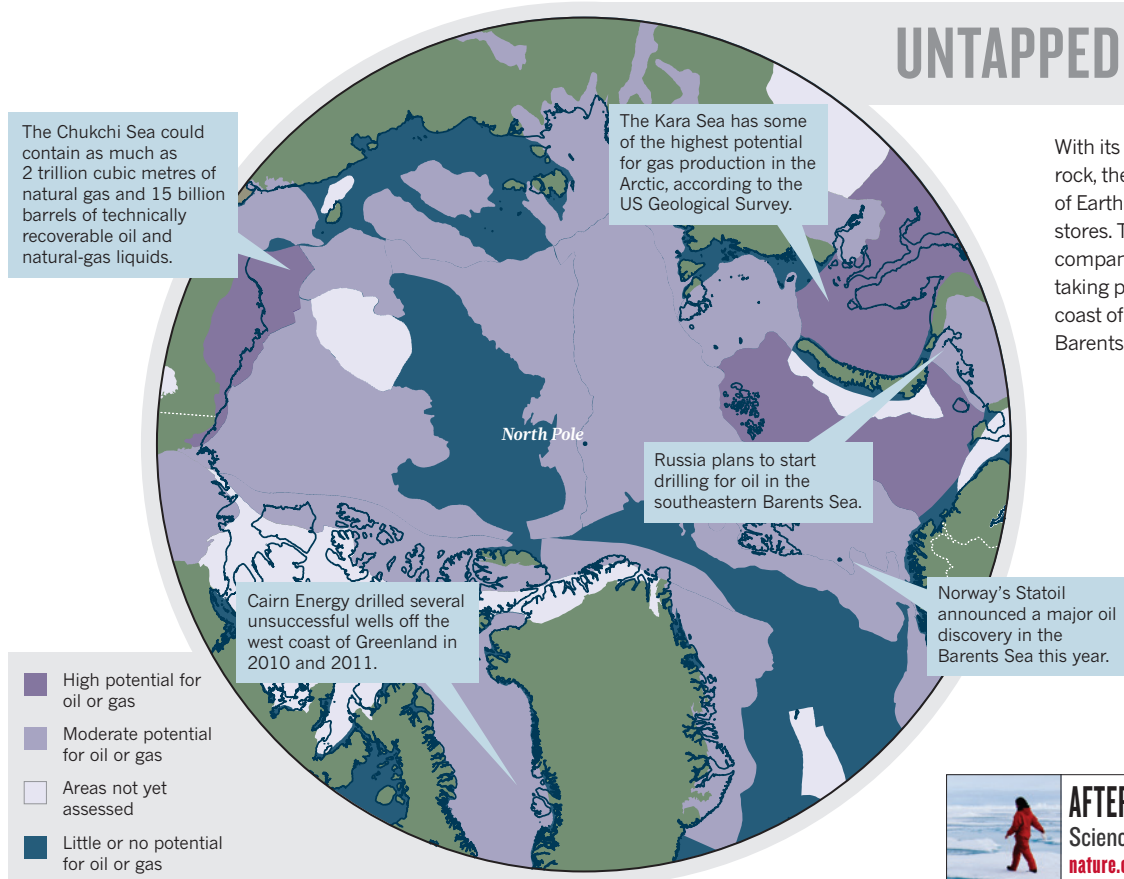 UNTAPPED
With its
rock, the
of Earth
stores. T
compan
taking p
coast of
Barents
The Chukchi Sea could
contain as much as
2 trillion cubic metres of
natural gas and 15 billion
barrels of technically
recoverable oil and
natural-gas liquids.
The Kara Sea has some
of the highest potential
for gas production in the
Arctic, according to the
US Geological Survey.
North Pole
Russia plans to start
drilling for oil in the
southeastern Barents Sea.
Cairn Energy drilled several
unsuccessful wells off the
west coast of Greenland in
2010 and 2011.
Norway's Statoil
announced a major oil
discovery in the
Barents Sea this year.
High potential for
oil or gas
Moderate potential
for oil or gas
Areas not yet
assessed
Little or no potential
for oil or gas
AFTER
Scienc
nature.c